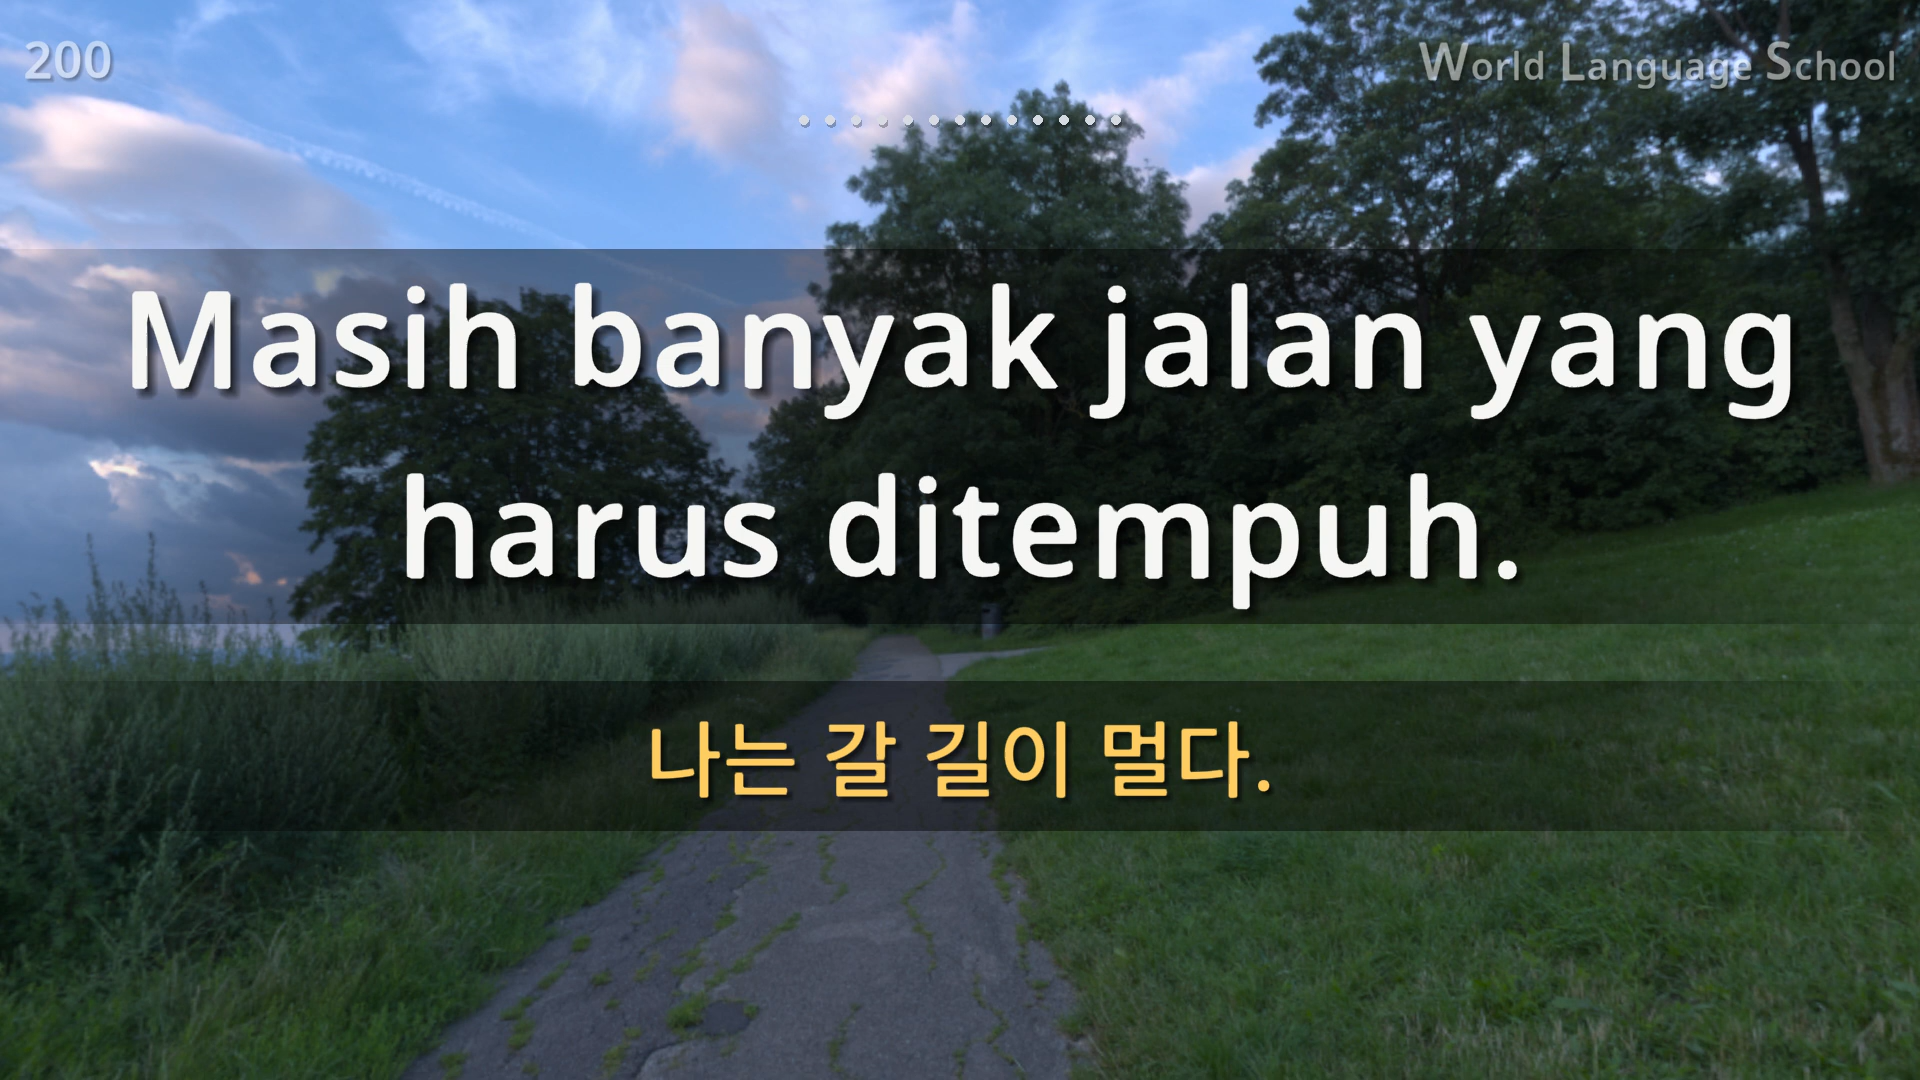 200
World Language School
Masih banyak jalan yang
harus ditempuh.
나는 갈 길이 멀다.